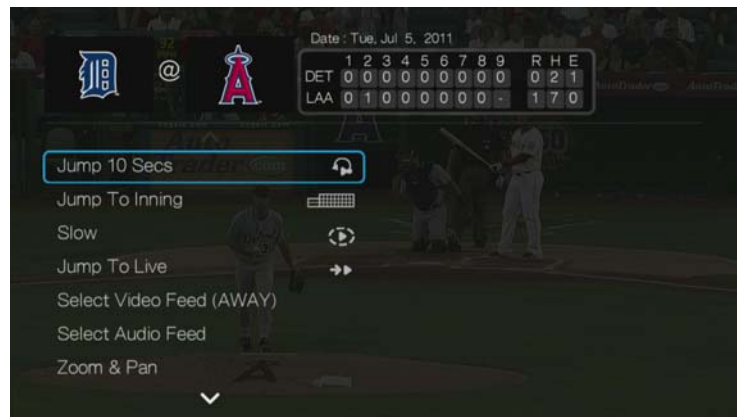 Date : Tue, Jul 5, 2011
@
1 2 3 4 5 6 7 8 9 R H E
DET 0 0 0 0 0 0 0 0 0 0 2 1
LAA 0 1 0 0 0 0 0 0 - 1 7 0
Jump 10 Secs
Jump To Inning
Slow
Jump To Live
Select Video Feed (AWAY)
Select Audio Feed
Zoom & Pan